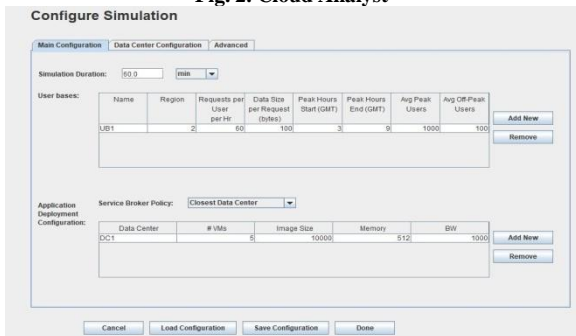 Fig. 2. Cloud Analyst
Configure Simulation
Main Configuration Data Center Configuration Advanced
Simulation Duration: 60.0 min
User bases:
Name Region Requests per User per Hr Data Size per Request (bytes) Peak Hours Start (GMT) Peak Hours End (GMT) Avg Peak Users Avg Off-Peak Users
UB1 2 60 100 3 9 1000 100
Add New
Remove
Application Deployment Configuration:
Service Broker Policy: Closest Data Center
Data Center # VMs Image Size Memory BW
DC1 5 10000 512 1000
Add New
Remove
Cancel Load Configuration Save Configuration Done